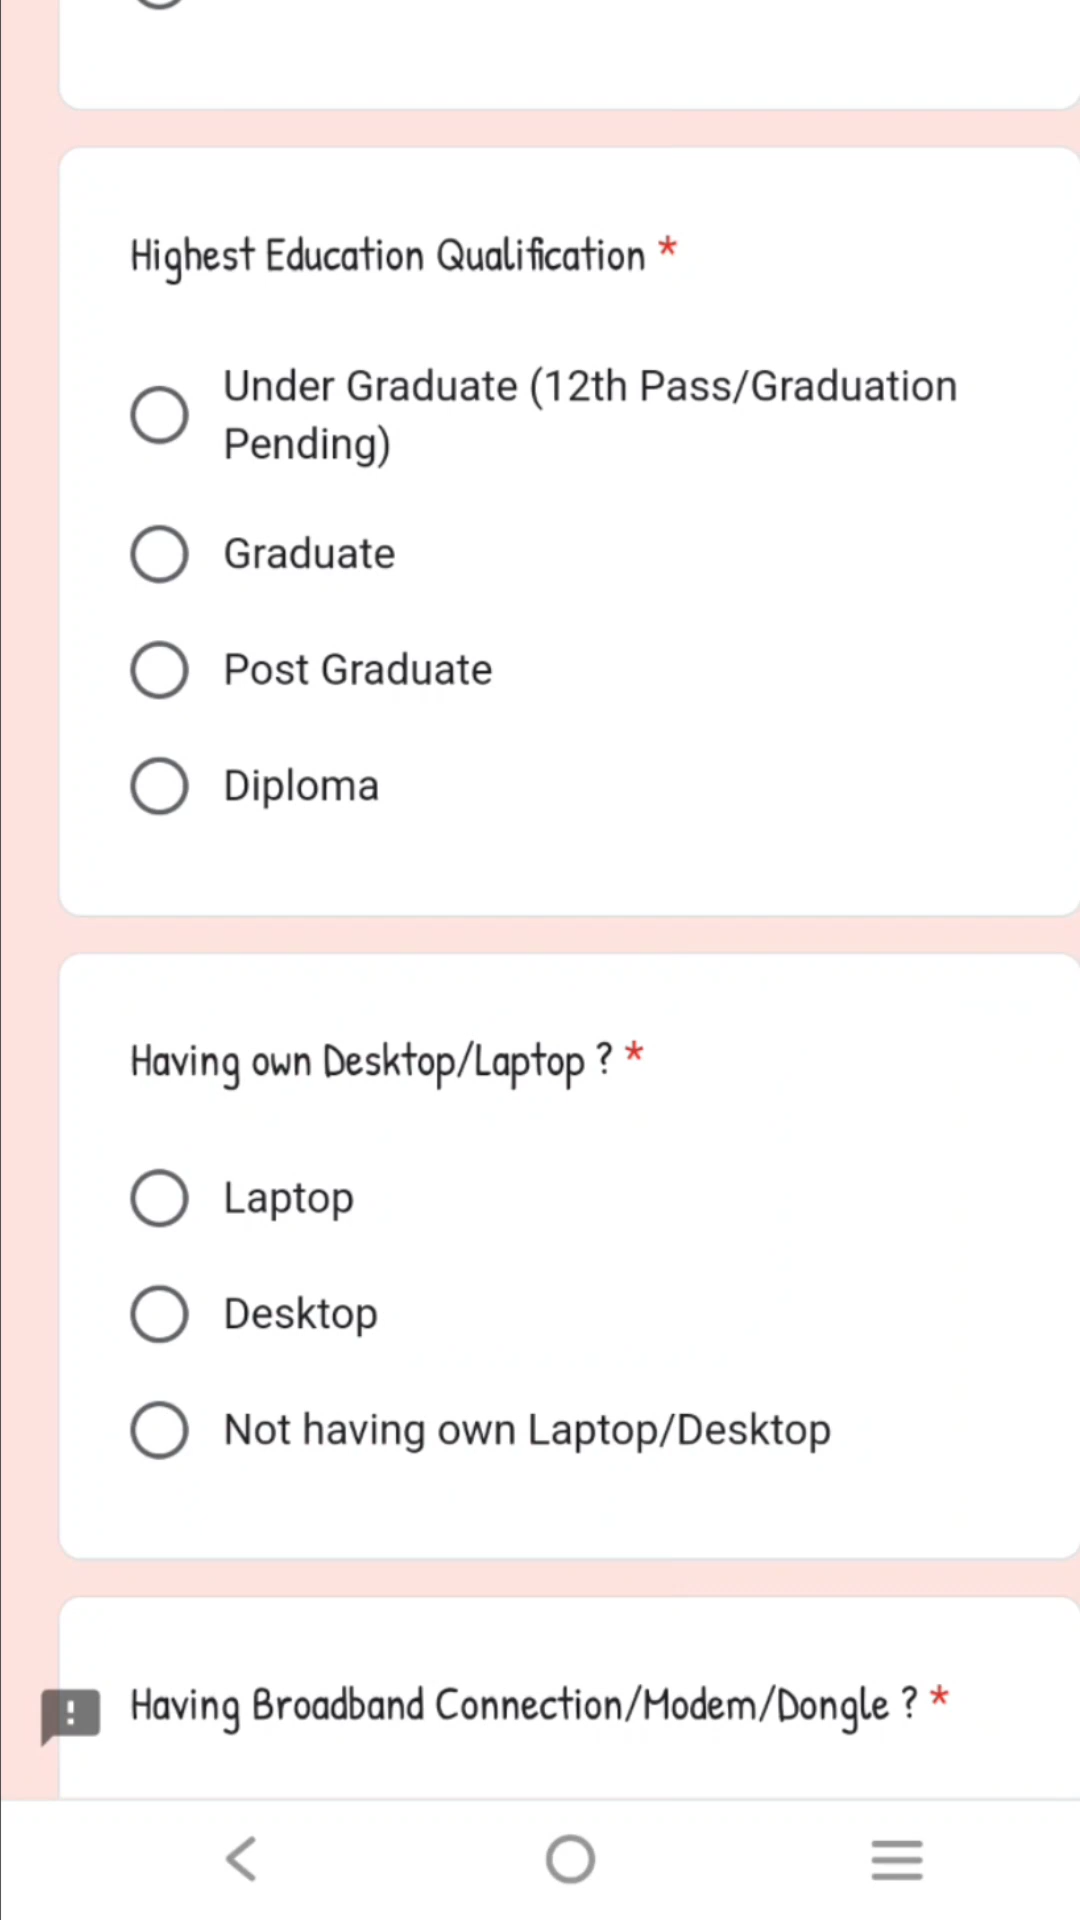 Highest Education Qualification *
Under Graduate (12th Pass/Graduation
Pending)
Graduate
Post Graduate
Diploma
Having own Desktop/Laptop ? *
Laptop
Desktop
Not having own Laptop/Desktop
Having Broadband Connection/Modem/Dongle ? *